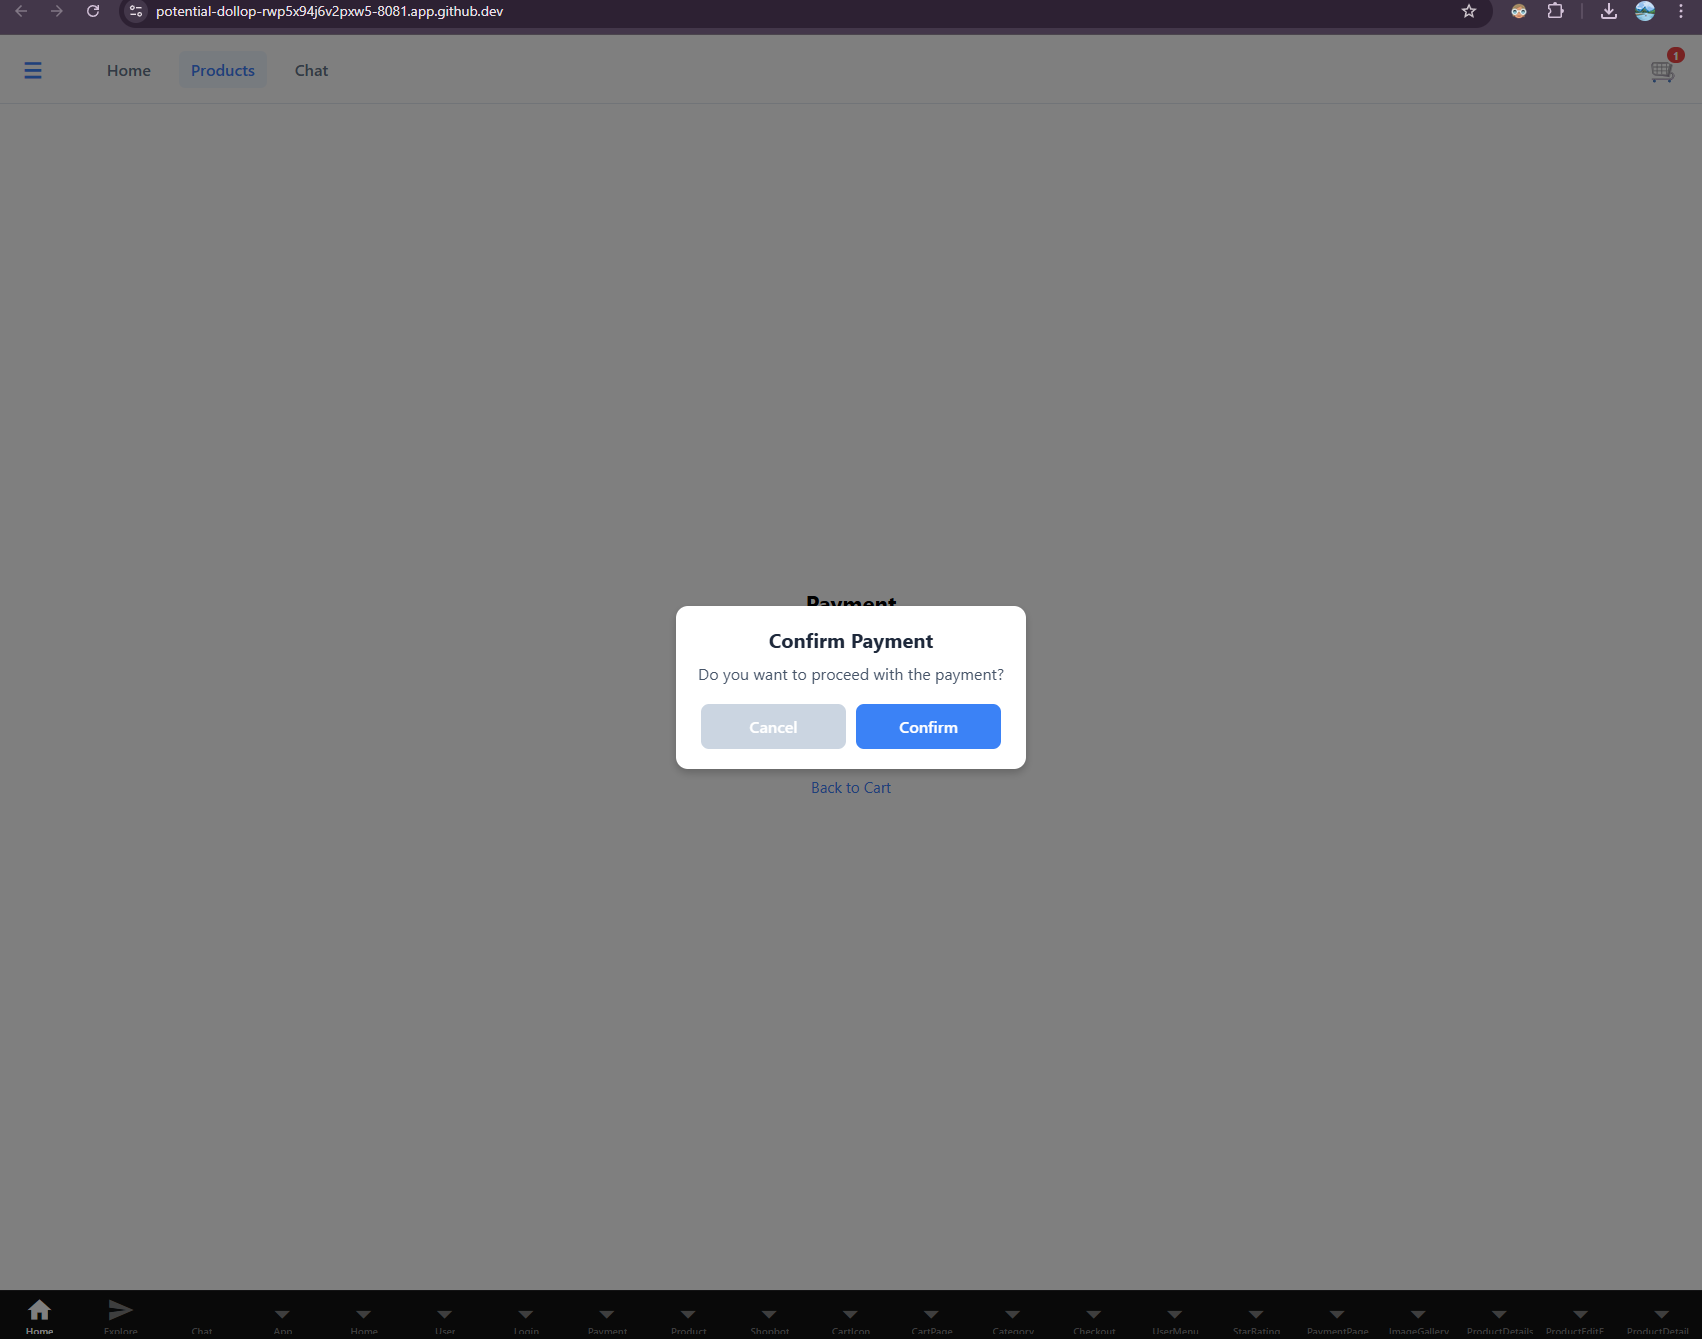 potential-dollop-rwp5x94j6v2pxw5-8081.app.github.dev
☰ Home Products Chat 1
Payment
Confirm Payment
Do you want to proceed with the payment?
Cancel Confirm
Back to Cart
Home Explore Chat App Home User Login Payment Product Shopbot CartIcon CartPage Category Checkout UserMenu StarRating PaymentPage ImageGallery ProductDetails ProductEditF ProductDetail